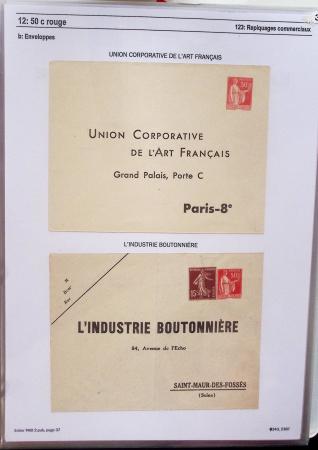 12: 50 c rouge
123: Repiquages commerciaux
b: Enveloppes
UNION CORPORATIVE DE L'ART FRANÇAIS
UNION CORPORATIVE
DE L'ART FRANÇAIS
Grand Palais, Porte C
Paris-8e
L'INDUSTRIE BOUTONNIÈRE
15
L'INDUSTRIE BOUTONNIÈRE
84, Avenue de l'Echo
SAINT-MAUR-DES-FOSSÉS
(Seine)